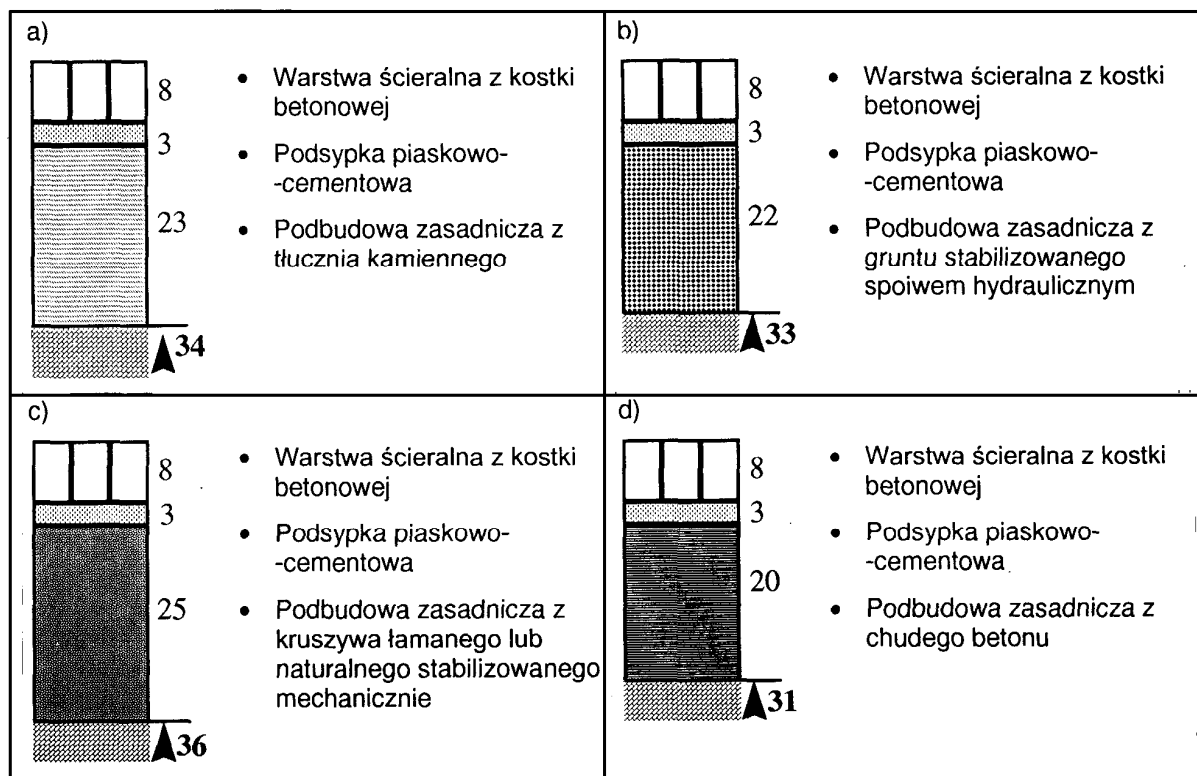 a)
8
3
23
34
• Warstwa ścieralna z kostki
betonowej
• Podsypka piaskowo-
-cementowa
• Podbudowa zasadnicza z
tłucznia kamiennego
b)
8
3
22
33
• Warstwa ścieralna z kostki
betonowej
• Podsypka piaskowo-
-cementowa
• Podbudowa zasadnicza z
gruntu stabilizowanego
spoiwem hydraulicznym
c)
8
3
25
36
• Warstwa ścieralna z kostki
betonowej
• Podsypka piaskowo-
-cementowa
• Podbudowa zasadnicza z
kruszywa łamanego lub
naturalnego stabilizowanego
mechanicznie
d)
8
3
20
31
• Warstwa ścieralna z kostki
betonowej
• Podsypka piaskowo-
-cementowa
• Podbudowa zasadnicza z
chudego betonu